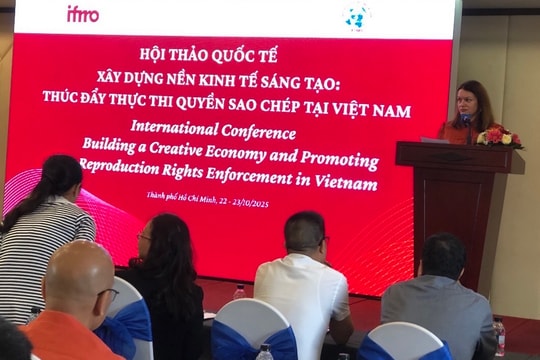 ifrro
HỘI THẢO QUỐC TẾ
XÂY DỰNG NỀN KINH TẾ SÁNG TẠO:
THÚC ĐẨY THỰC THI QUYỀN SAO CHÉP TẠI VIỆT NAM
International Conference
Building a Creative Economy and Promoting
Reproduction Rights Enforcement in Vietnam
Thành phố Hồ Chí Minh, 22 - 23/10/2025